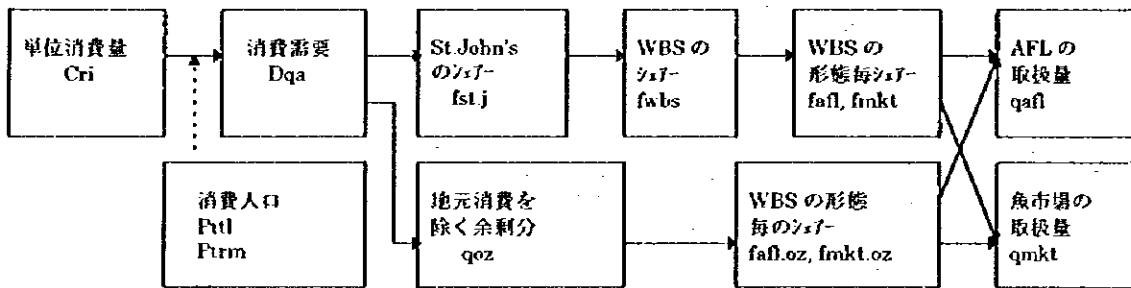 単位消費量
Cri
消費需要
Dqa
St.John's
のシェアー
fst.j
WBS の
シェアー
fwbs
WBS の
形態毎シェアー
fafl, fmkt
AFL の
取扱量
qafl
消費人口
Pttl
Ptrm
地元消費を
除く余剰分
qoz
WBS の形態
毎のシェアー
fafl.oz, fmkt.oz
魚市場の
取扱量
qmkt